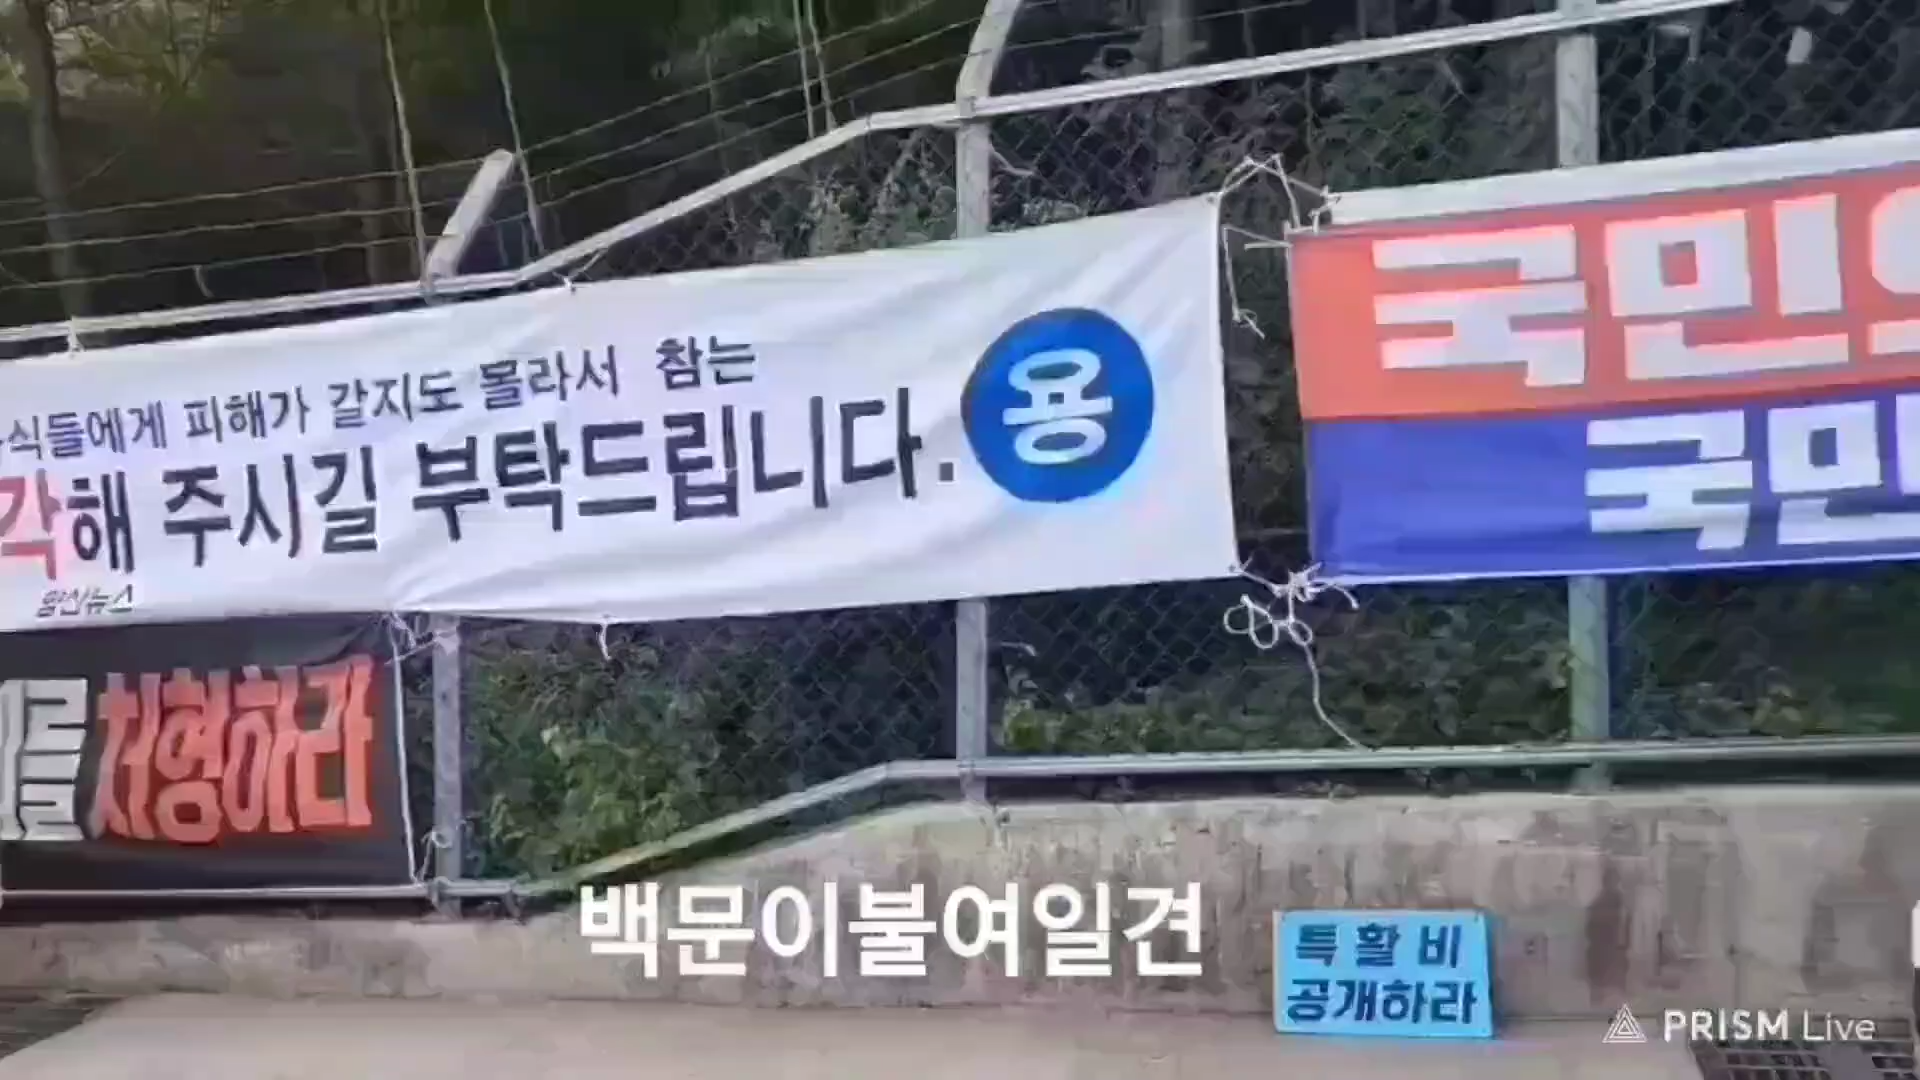 식들에게 피해가 갈지도 몰라서 참는
각해 주시길 부탁드립니다.
용
국민
국민
를 처형하라
백문이불여일견
특활비
공개하라
PRISM Live